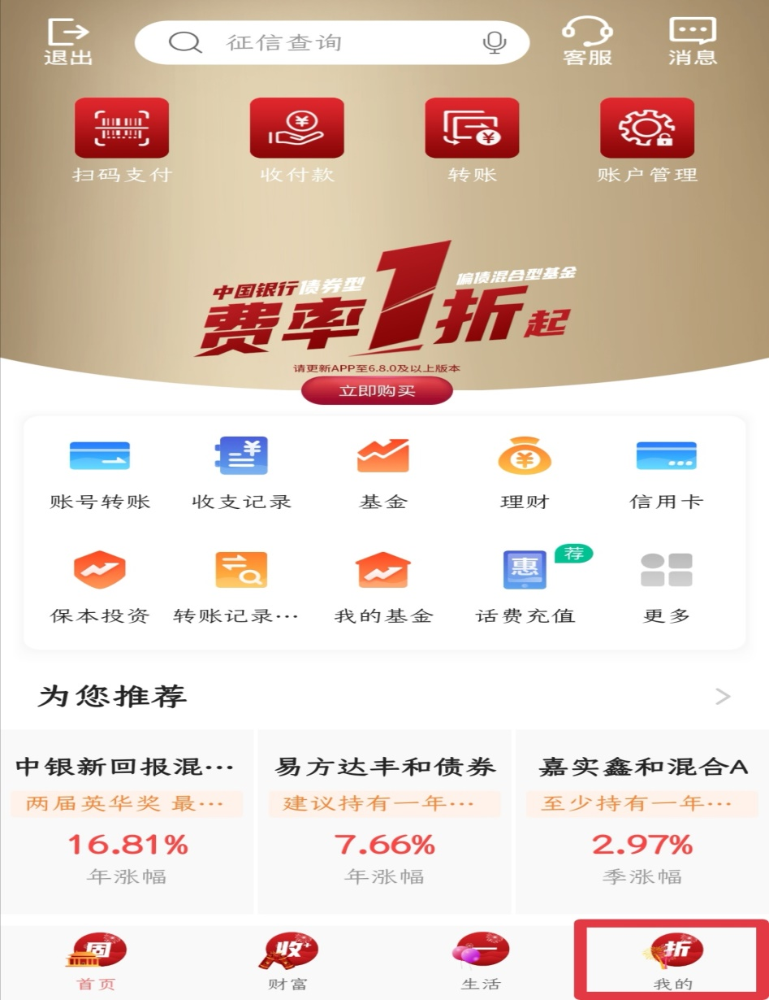 征信查询
退出
客服
消息
扫码支付
收付款
转账
账户管理
中国银行债券型
偏债混合型基金
费率1折起
请更新APP至6.8.0及以上版本
立即购买
账号转账
收支记录
基金
理财
信用卡
惠
荐
保本投资
转账记录…
我的基金
话费充值
更多
为您推荐
中银新回报混…
易方达丰和债券
嘉实鑫和混合A
两届英华奖 最…
建议持有一年…
至少持有一年…
16.81%
7.66%
2.97%
年涨幅
年涨幅
季涨幅
周
收+
一
折
首页
财富
生活
我的